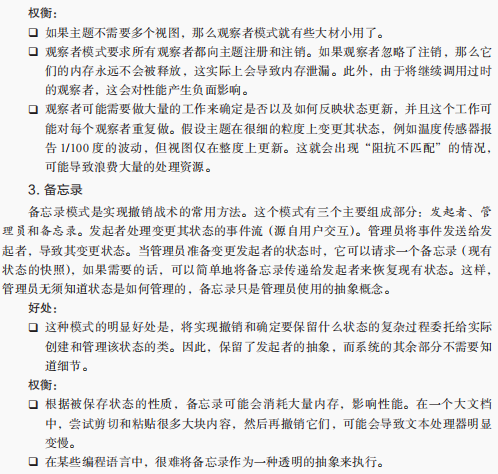 权衡：
❏ 如果主题不需要多个视图，那么观察者模式就有些大材小用了。
❏ 观察者模式要求所有观察者都向主题注册和注销。如果观察者忽略了注销，那么它
们的内存永远不会被释放，这实际上会导致内存泄漏。此外，由于将继续调用过时
的观察者，这会对性能产生负面影响。
❏ 观察者可能需要做大量的工作来确定是否以及如何反映状态更新，并且这个工作可
能对每个观察者重复做。假设主题在很细的粒度上变更其状态，例如温度传感器报
告 1/100 度的波动，但视图仅在整度上更新。这就会出现“阻抗不匹配”的情况，
可能导致浪费大量的处理资源。
3. 备忘录
备忘录模式是实现撤销战术的常用方法。这个模式有三个主要组成部分：发起者、管
理员和备忘录。发起者处理变更其状态的事件流（源自用户交互）。管理员将事件发送给发
起者，导致其变更状态。当管理员准备变更发起者的状态时，它可以请求一个备忘录（现有
状态的快照），如果需要的话，可以简单地将备忘录传递给发起者来恢复现有状态。这样，
管理员无须知道状态是如何管理的，备忘录只是管理员使用的抽象概念。
好处：
❏ 这种模式的明显好处是，将实现撤销和确定要保留什么状态的复杂过程委托给实际
创建和管理该状态的类。因此，保留了发起者的抽象，而系统的其余部分不需要知
道细节。
权衡：
❏ 根据被保存状态的性质，备忘录可能会消耗大量内存，影响性能。在一个大文档
中，尝试剪切和粘贴很多大块内容，然后再撤销它们，可能会导致文本处理器明显
变慢。
❏ 在某些编程语言中，很难将备忘录作为一种透明的抽象来执行。